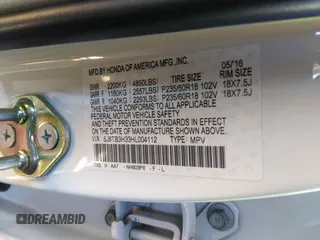 MFD BY HONDA OF AMERICA MFG., INC. 05/16
GVWR 2200KG (4850LBS) TIRE SIZE RIM SIZE
GAWR F 1160KG (2557LBS) P235/60R18 102V 18X7.5J
GAWR R 1040KG (2293LBS) P235/60R18 102V 18X7.5J
THIS VEHICLE CONFORMS TO ALL APPLICABLE
FEDERAL MOTOR VEHICLE SAFETY AND
THEFT PREVENTION STANDARDS IN EFFECT ON THE
DATE OF MANUFACTURE SHOWN ABOVE.
V.I.N.: 5J8TB3H33HL004112 TYPE: MPV
AAY NH603PX - F - L
DREAMBID